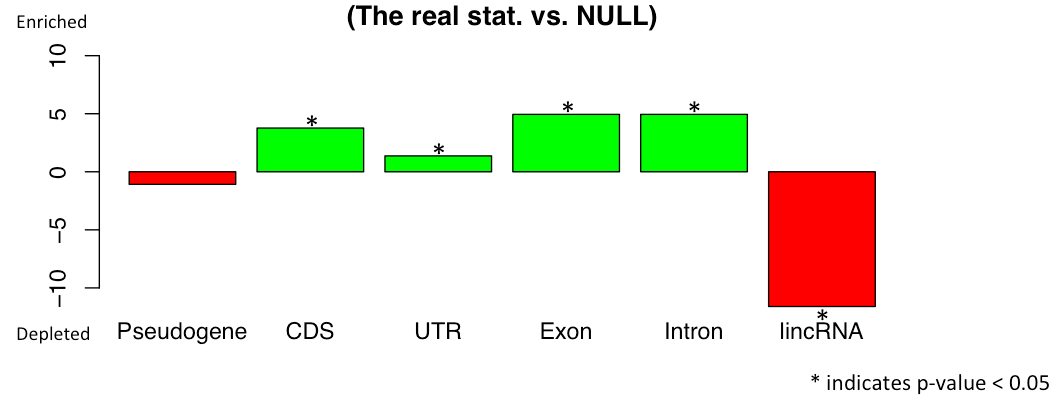 Enriched
(The real stat. vs. NULL)
10
5
0
−5
−10
Depleted
Pseudogene CDS UTR Exon Intron lincRNA
* * * * *
* indicates p-value < 0.05